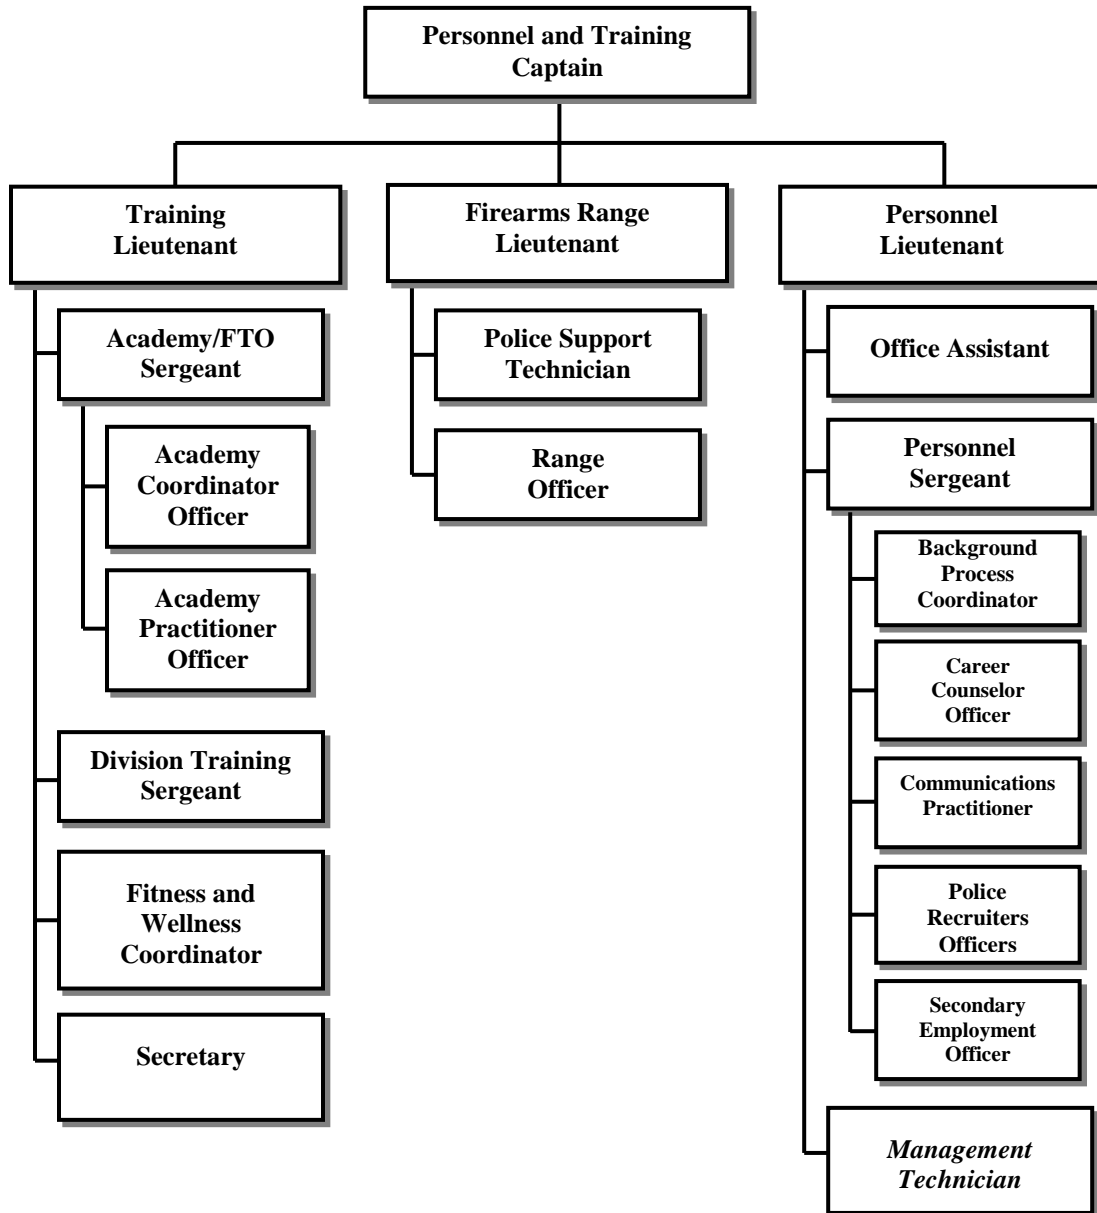 Personnel and Training
Captain
Training
Lieutenant
Academy/FTO
Sergeant
Academy
Coordinator
Officer
Academy
Practitioner
Officer
Division Training
Sergeant
Fitness and
Wellness
Coordinator
Secretary
Firearms Range
Lieutenant
Police Support
Technician
Range
Officer
Personnel
Lieutenant
Office Assistant
Personnel
Sergeant
Background
Process
Coordinator
Career
Counselor
Officer
Communications
Practitioner
Police
Recruiters
Officers
Secondary
Employment
Officer
Management
Technician